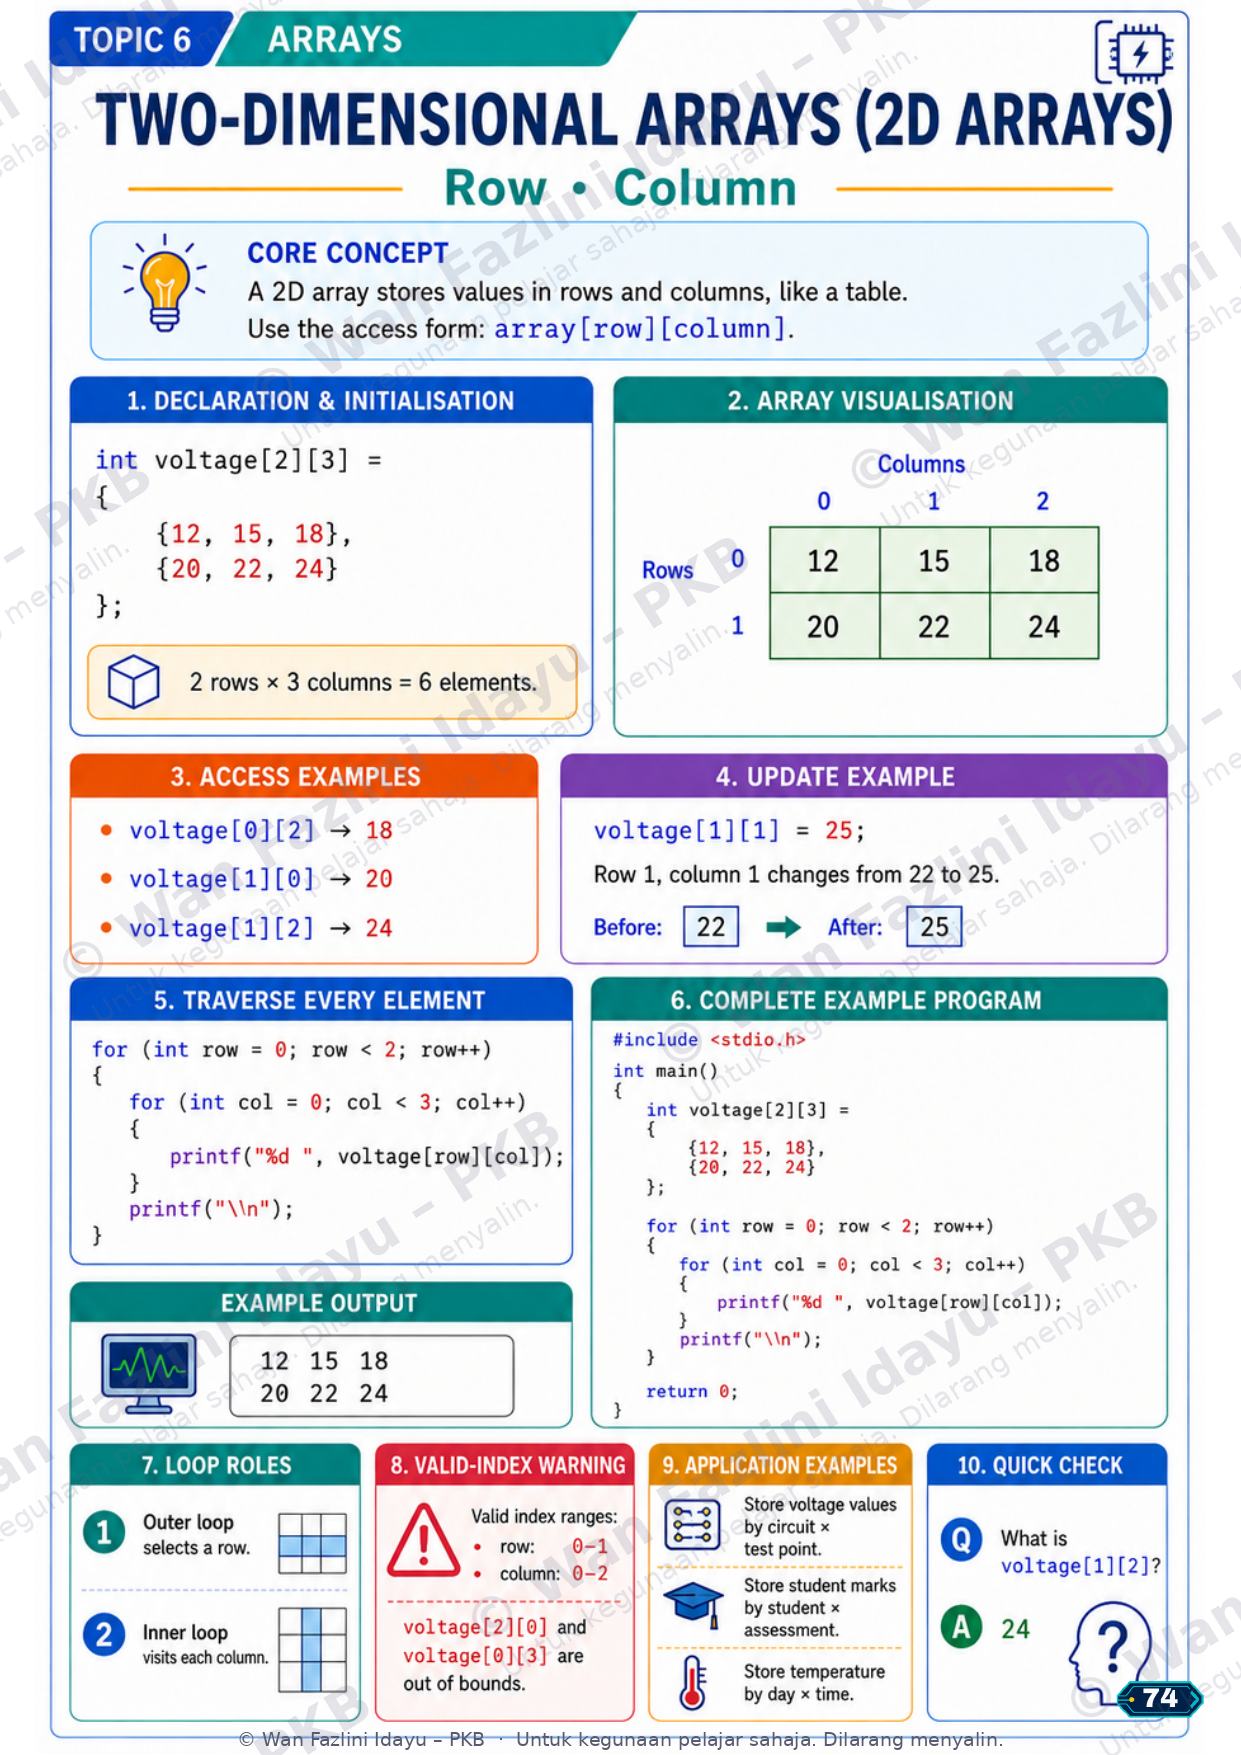 TOPIC 6
ARRAYS
TWO-DIMENSIONAL ARRAYS (2D ARRAYS)
Row • Column
CORE CONCEPT
A 2D array stores values in rows and columns, like a table.
Use the access form: array[row][column].
1. DECLARATION & INITIALISATION
int voltage[2][3] =
{
{12, 15, 18},
{20, 22, 24}
};
2 rows × 3 columns = 6 elements.
2. ARRAY VISUALISATION
Columns
0 1 2
Rows
0 12 15 18
1 20 22 24
3. ACCESS EXAMPLES
• voltage[0][2] → 18
• voltage[1][0] → 20
• voltage[1][2] → 24
4. UPDATE EXAMPLE
voltage[1][1] = 25;
Row 1, column 1 changes from 22 to 25.
Before: 22 After: 25
5. TRAVERSE EVERY ELEMENT
for (int row = 0; row < 2; row++)
{
for (int col = 0; col < 3; col++)
{
printf("%d ", voltage[row][col]);
}
printf("\\n");
}
EXAMPLE OUTPUT
12 15 18
20 22 24
6. COMPLETE EXAMPLE PROGRAM
#include <stdio.h>
int main()
{
int voltage[2][3] =
{
{12, 15, 18},
{20, 22, 24}
};
for (int row = 0; row < 2; row++)
{
for (int col = 0; col < 3; col++)
{
printf("%d ", voltage[row][col]);
}
printf("\\n");
}
return 0;
}
7. LOOP ROLES
1 Outer loop
selects a row.
2 Inner loop
visits each column.
8. VALID-INDEX WARNING
Valid index ranges:
• row: 0–1
• column: 0–2
voltage[2][0] and
voltage[0][3] are
out of bounds.
9. APPLICATION EXAMPLES
Store voltage values
by circuit ×
test point.
Store student marks
by student ×
assessment.
Store temperature
by day × time.
10. QUICK CHECK
Q What is
voltage[1][2]?
A 24
74
© Wan Fazlini Idayu – PKB · Untuk kegunaan pelajar sahaja. Dilarang menyalin.
© Wan Fazlini Idayu – PKB
Untuk kegunaan pelajar sahaja. Dilarang menyalin.